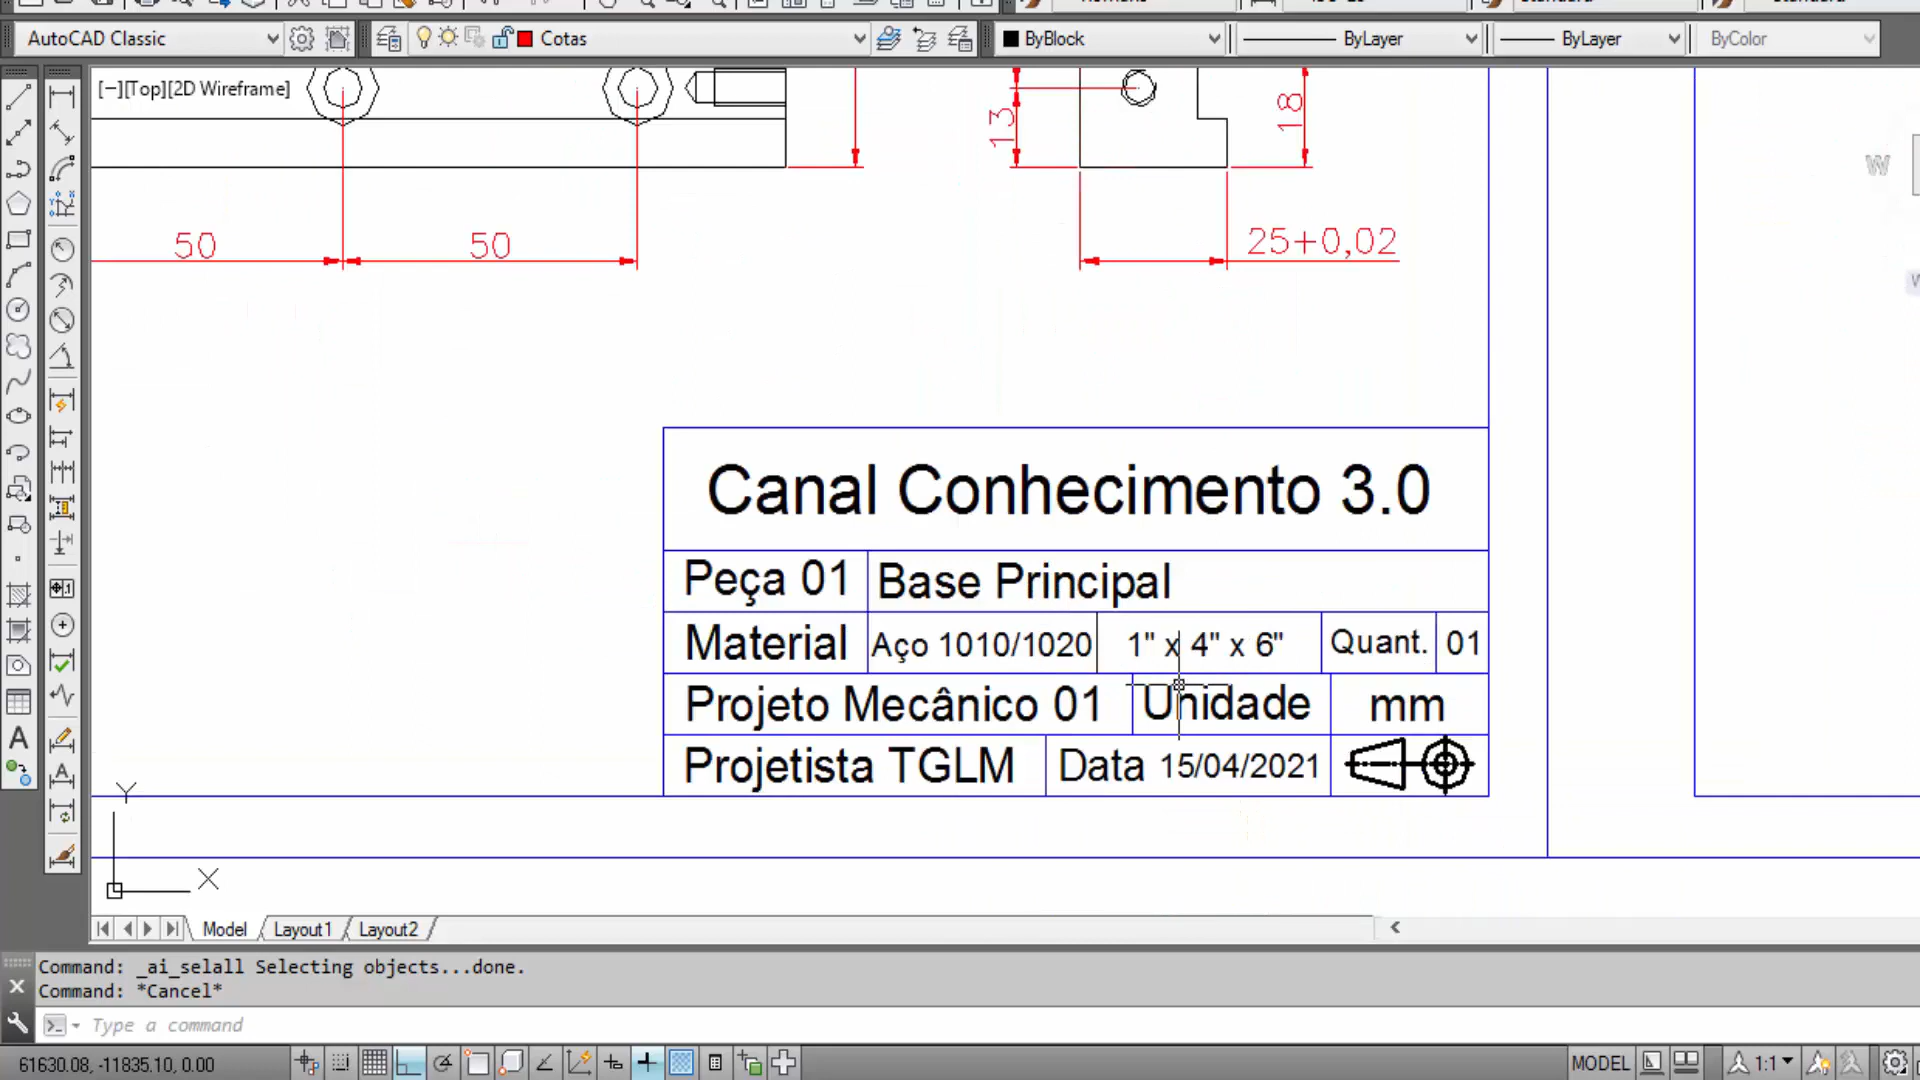 AutoCAD Classic
Cotas
ByBlock
ByLayer
ByLayer
ByColor
[−][Top][2D Wireframe]
13
18
W
50
50
25+0,02
Canal Conhecimento 3.0
Peça 01
Base Principal
Material
Aço 1010/1020
1" x 4" x 6"
Quant.
01
Projeto Mecânico 01
Unidade
mm
Projetista TGLM
Data 15/04/2021
Y
X
Model
Layout1
Layout2
Command: _ai_selall Selecting objects...done.
Command: *Cancel*
Type a command
61630.08, -11835.10, 0.00
MODEL
1:1